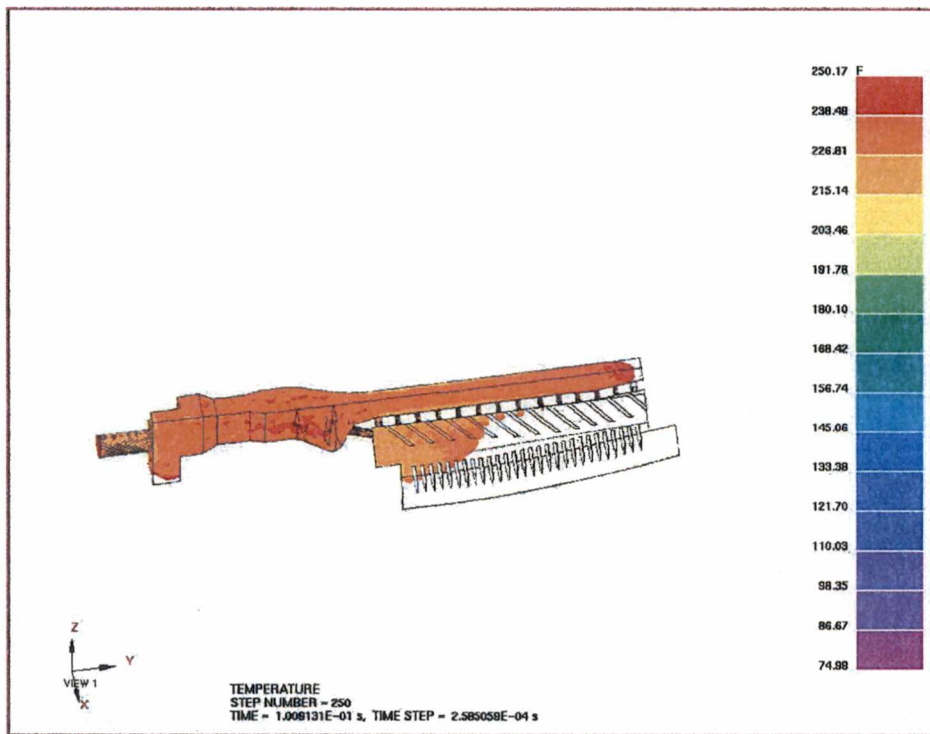 250.17 F
238.49
226.81
215.14
203.46
191.78
180.10
168.42
156.74
145.06
133.38
121.70
110.03
98.35
86.67
74.99
Z
Y
VIEW 1
X
TEMPERATURE
STEP NUMBER = 250
TIME = 1.009131E-01 s, TIME STEP = 2.585059E-04 s